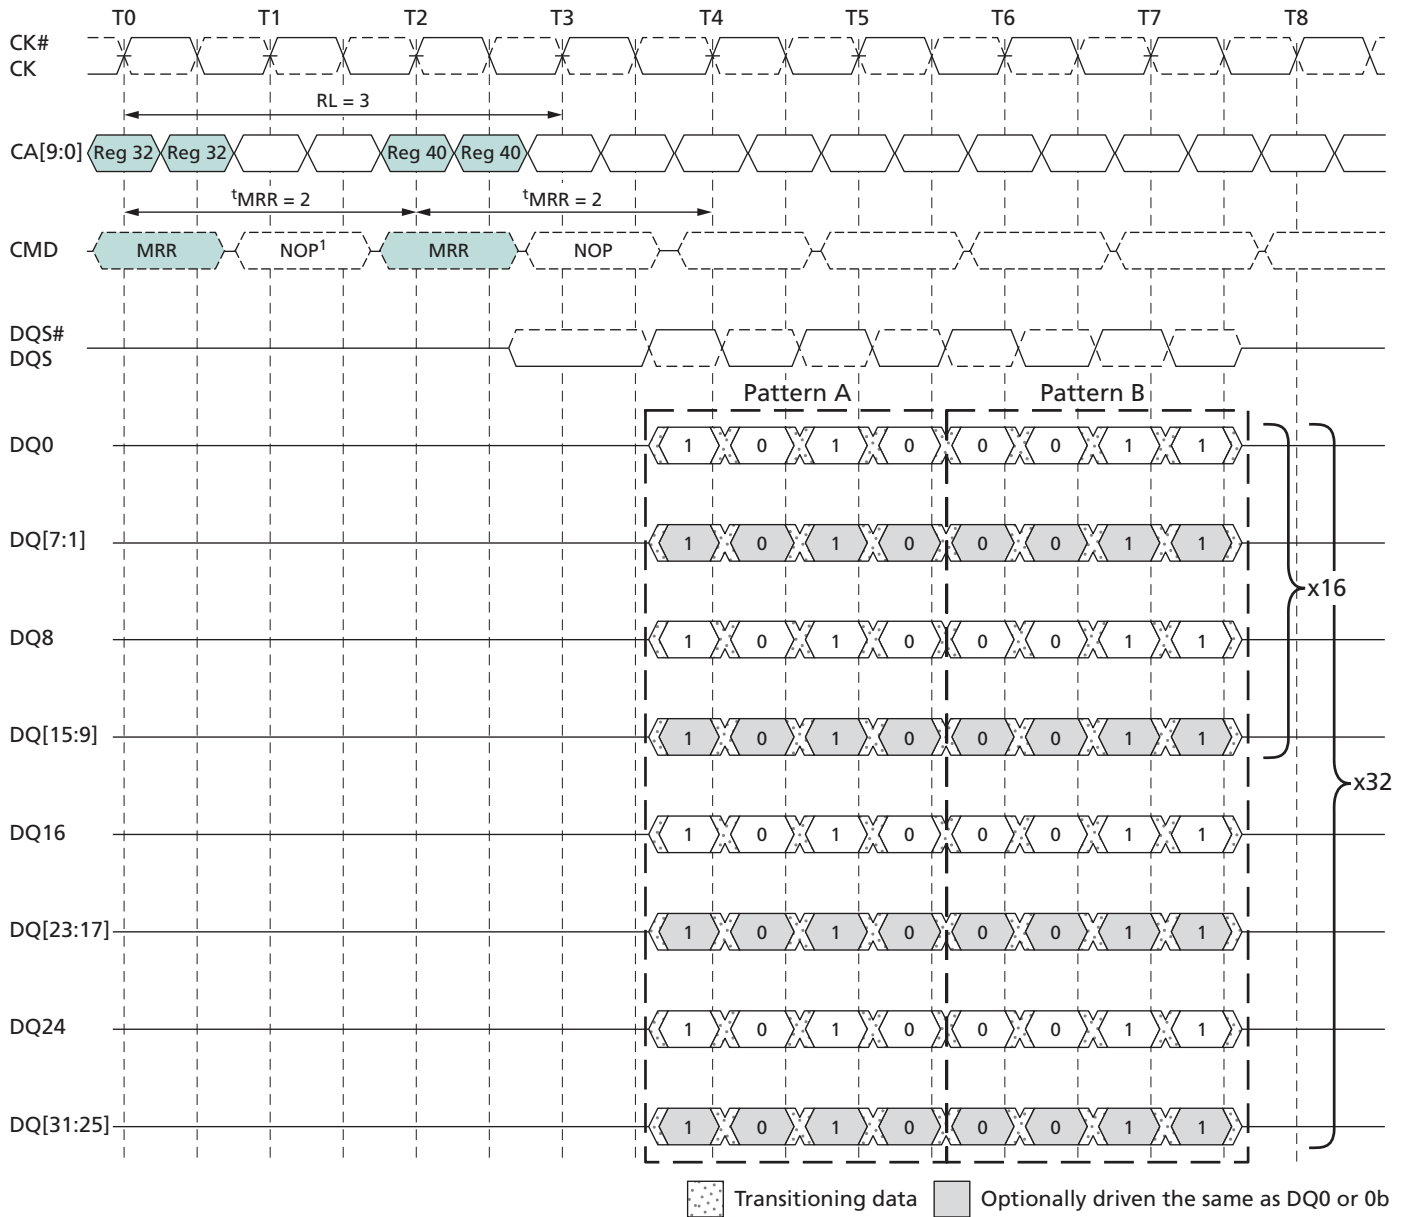 T0 T1 T2 T3 T4 T5 T6 T7 T8
CK#
CK
RL = 3
CA[9:0] Reg 32 Reg 32 Reg 40 Reg 40
tMRR = 2 tMRR = 2
CMD MRR NOP1 MRR NOP
DQS#
DQS
Pattern A Pattern B
DQ0 1 0 1 0 0 0 1 1
DQ[7:1] 1 0 1 0 0 0 1 1
x16
DQ8 1 0 1 0 0 0 1 1
DQ[15:9] 1 0 1 0 0 0 1 1
x32
DQ16 1 0 1 0 0 0 1 1
DQ[23:17] 1 0 1 0 0 0 1 1
DQ24 1 0 1 0 0 0 1 1
DQ[31:25] 1 0 1 0 0 0 1 1
Transitioning data Optionally driven the same as DQ0 or 0b